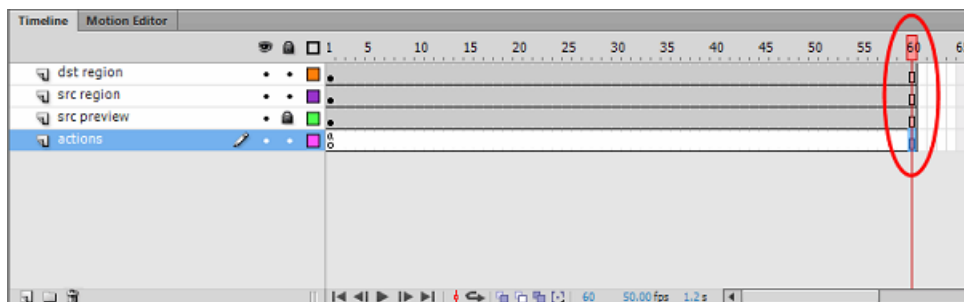 Timeline Motion Editor
1 5 10 15 20 25 30 35 40 45 50 55 60 6
dst region
src region
src preview
actions
a
60 50.00 fps 1.2 s